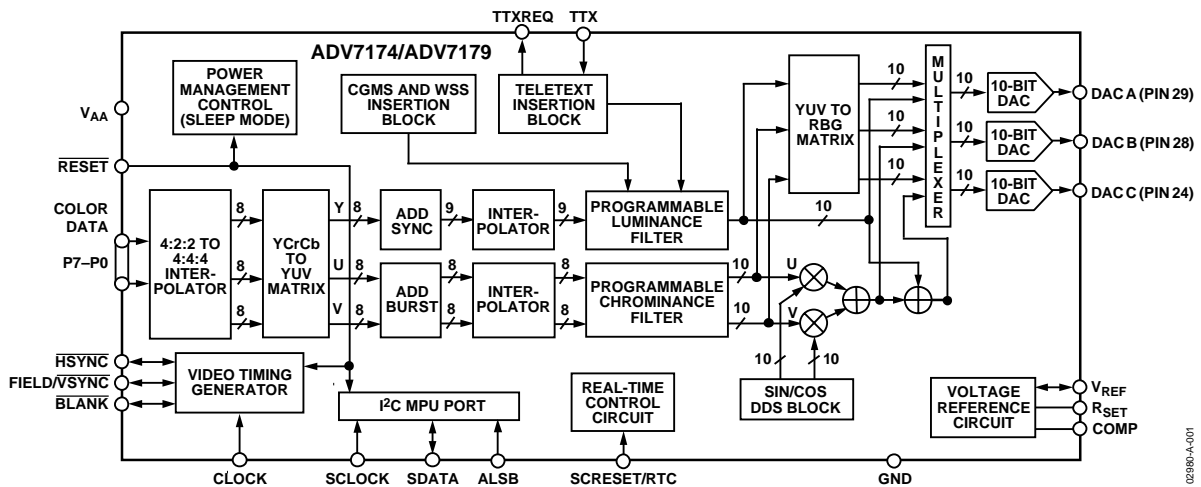 TTXREQ TTX
ADV7174/ADV7179
POWER
MANAGEMENT
CONTROL
(SLEEP MODE)
CGMS AND WSS
INSERTION
BLOCK
TELETEXT
INSERTION
BLOCK
YUV TO
RBG
MATRIX
MULTIPLEXER
10
10
10
10
10
10
10-BIT
DAC
10-BIT
DAC
10-BIT
DAC
DAC A (PIN 29)
DAC B (PIN 28)
DAC C (PIN 24)
VAA
RESET
COLOR
DATA
P7–P0
4:2:2 TO
4:4:4
INTER-
POLATOR
8
8
8
YCrCb
TO
YUV
MATRIX
Y 8
U 8
V 8
ADD
SYNC
9
INTER-
POLATOR
9
PROGRAMMABLE
LUMINANCE
FILTER
10
ADD
BURST
8
8
INTER-
POLATOR
8
8
PROGRAMMABLE
CHROMINANCE
FILTER
10
10
U
V
10 10
SIN/COS
DDS BLOCK
HSYNC
FIELD/VSYNC
BLANK
VIDEO TIMING
GENERATOR
I2C MPU PORT
REAL-TIME
CONTROL
CIRCUIT
VOLTAGE
REFERENCE
CIRCUIT
VREF
RSET
COMP
CLOCK SCLOCK SDATA ALSB SCRESET/RTC GND
02980-A-001